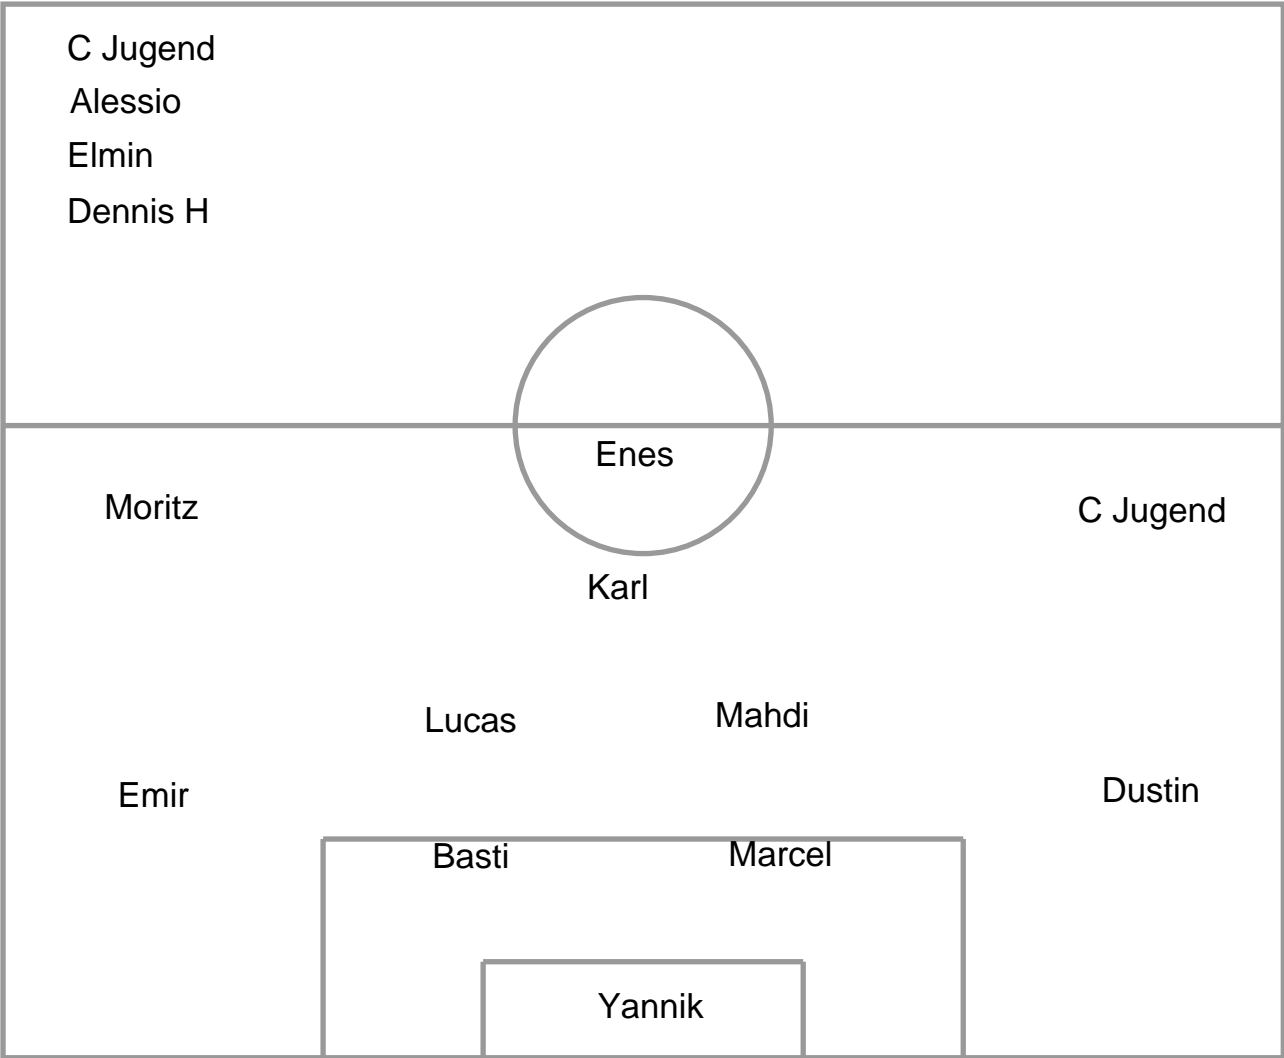 C Jugend
Alessio
Elmin
Dennis H
Enes
Moritz
C Jugend
Karl
Lucas
Mahdi
Emir
Dustin
Basti
Marcel
Yannik